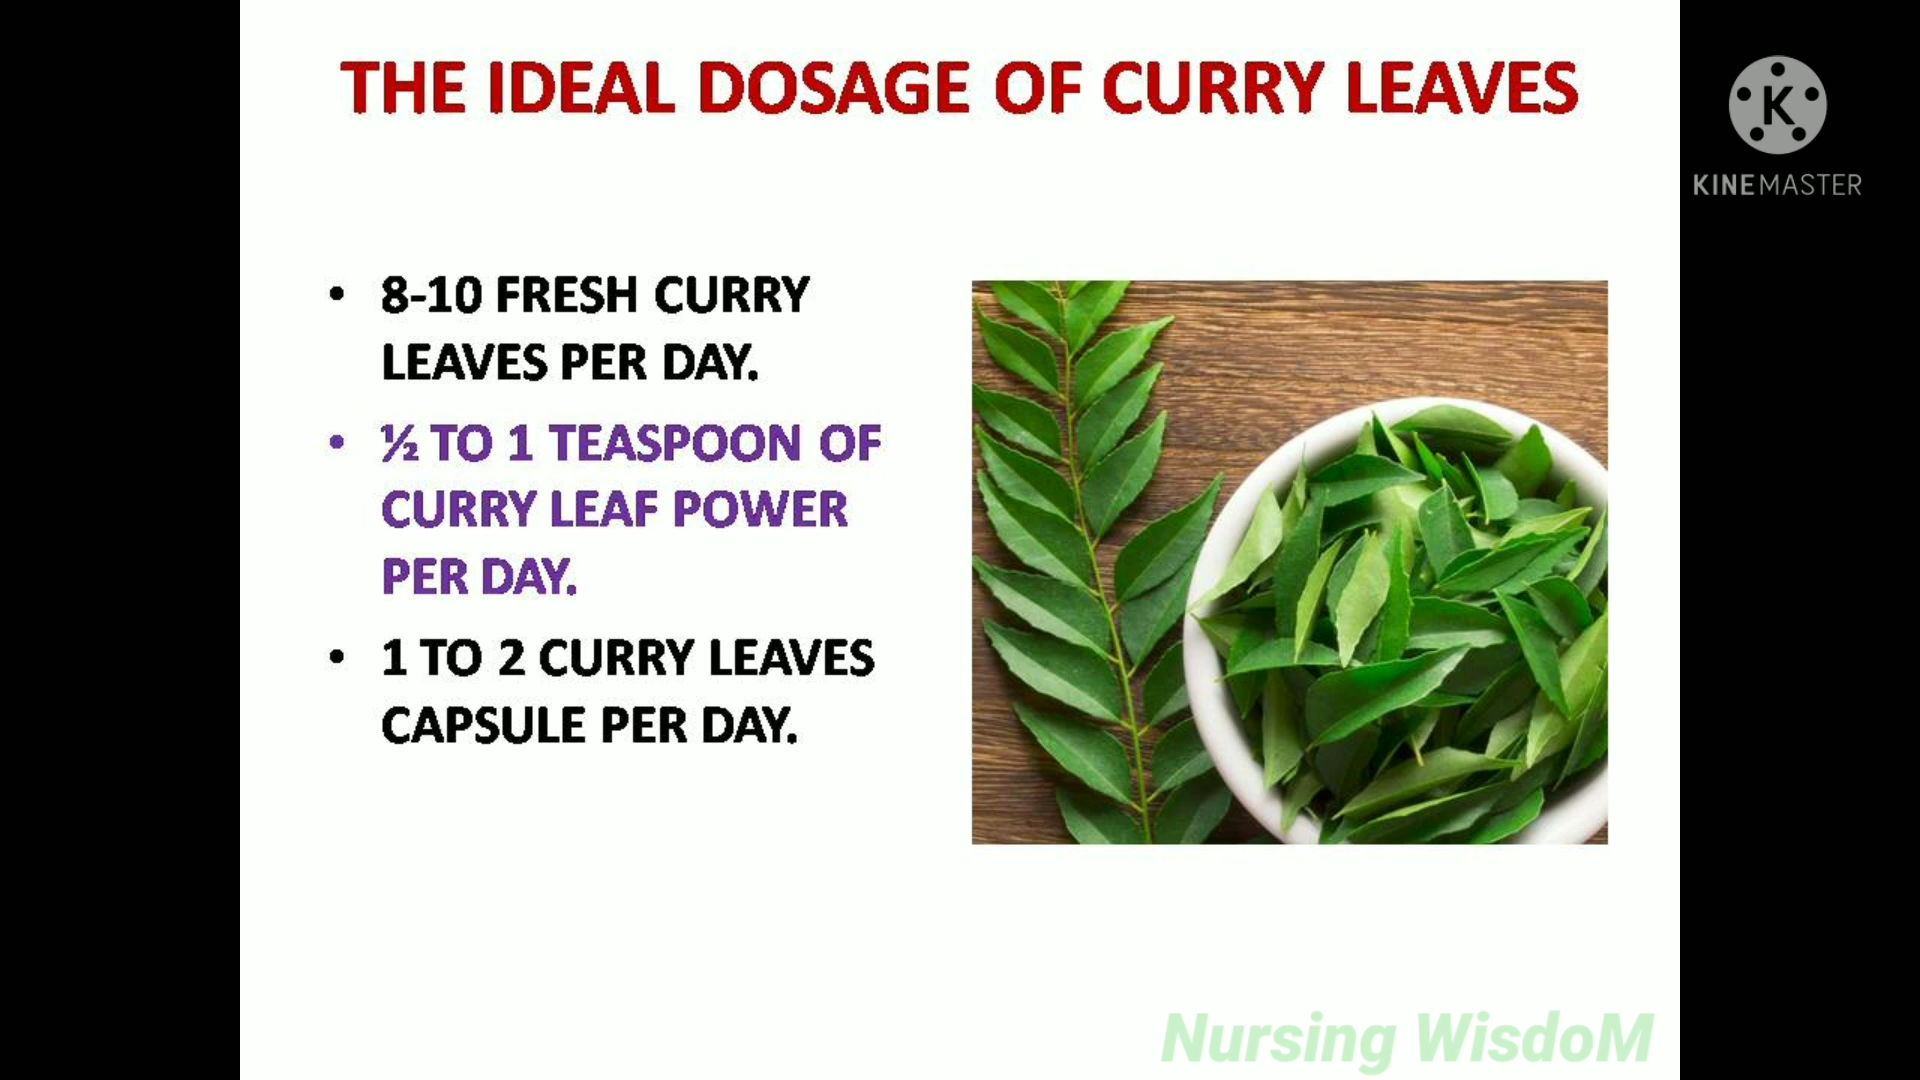 THE IDEAL DOSAGE OF CURRY LEAVES
K
KINEMASTER
• 8-10 FRESH CURRY
LEAVES PER DAY.
• ½ TO 1 TEASPOON OF
CURRY LEAF POWER
PER DAY.
• 1 TO 2 CURRY LEAVES
CAPSULE PER DAY.
Nursing WisdoM